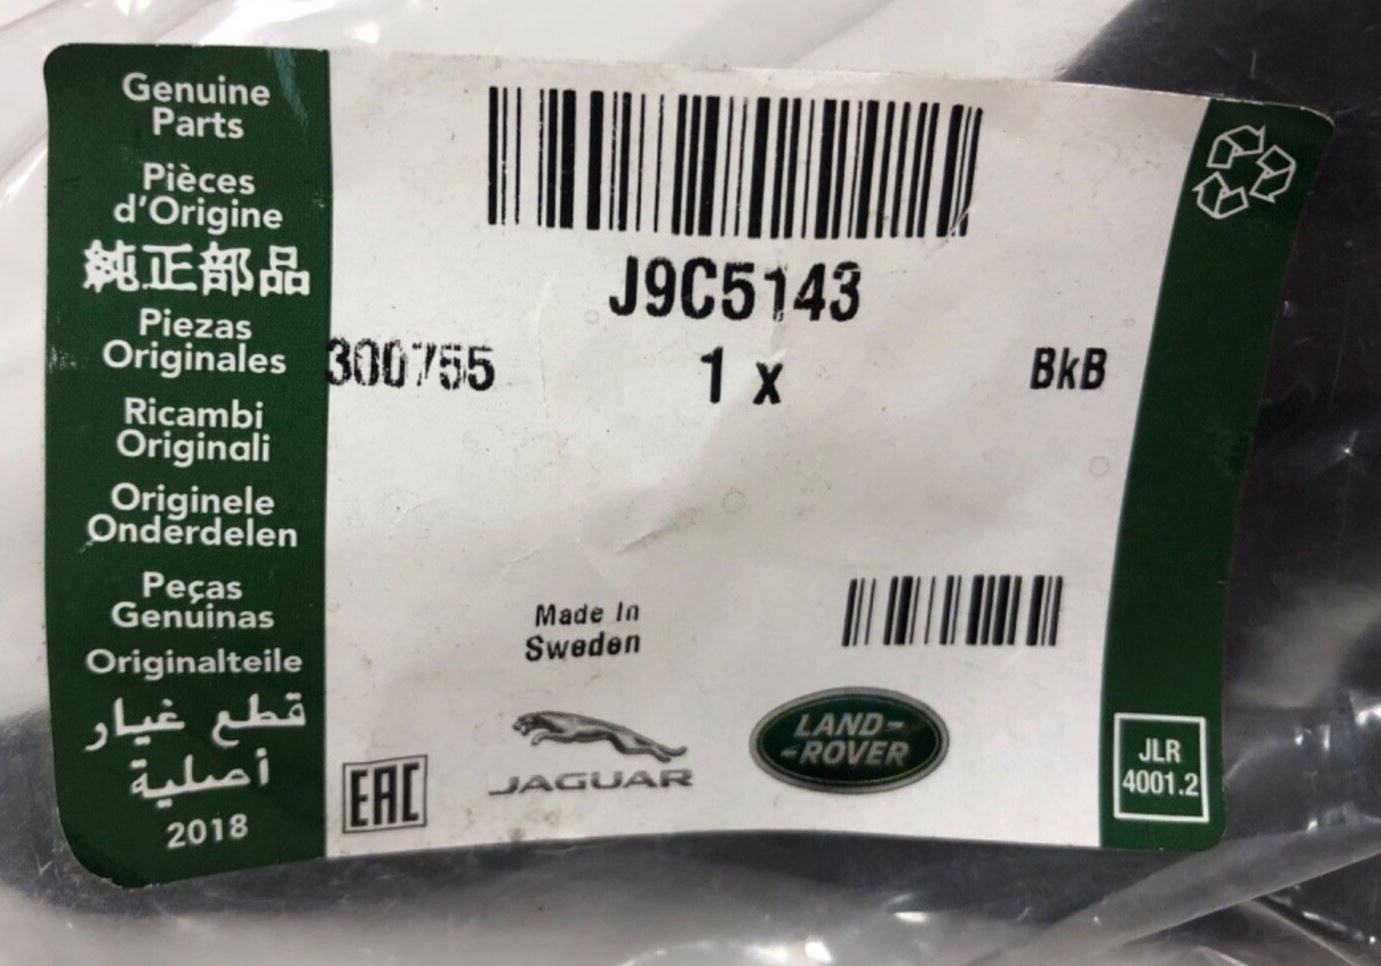 Genuine
Parts
Pièces
d'Origine
純正部品
Piezas
Originales
Ricambi
Originali
Originele
Onderdelen
Peças
Genuinas
Originalteile
قطع غيار
أصلية
2018
J9C5143
300755
1 x
BkB
Made In
Sweden
EAC
JAGUAR
LAND-
-ROVER
JLR
4001.2